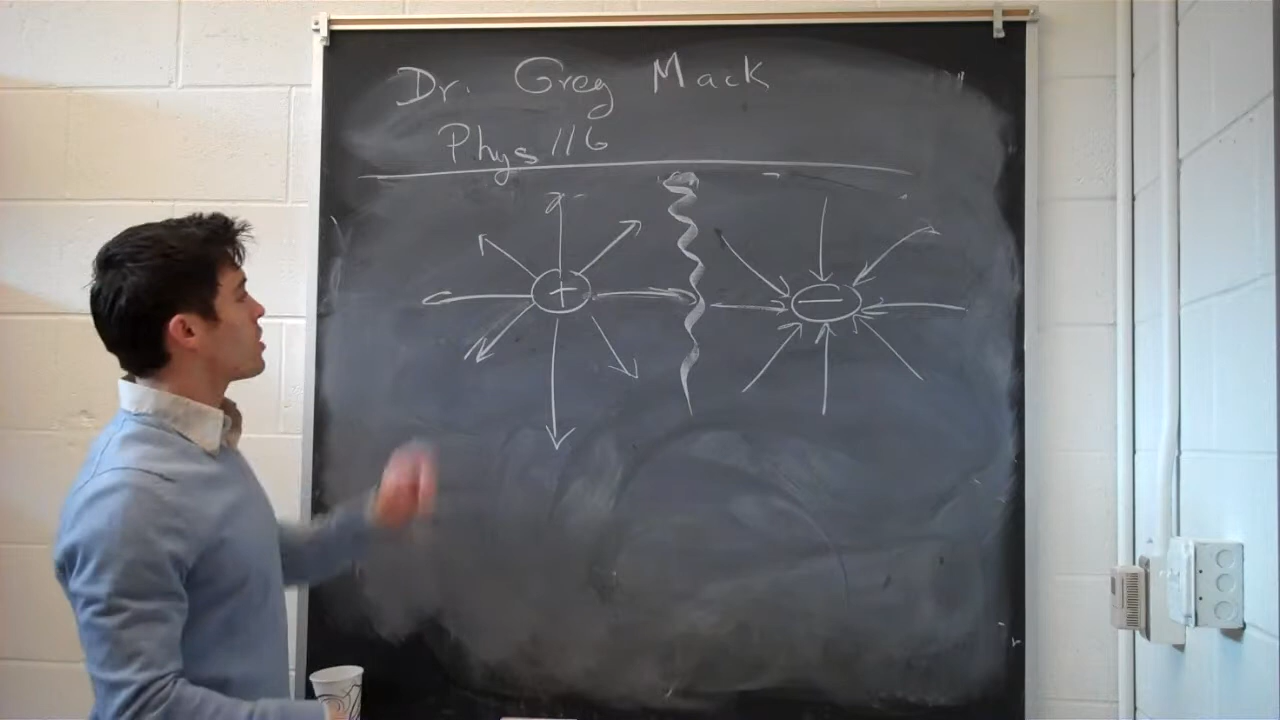 Dr. Greg Mack
Phys 116
+ −